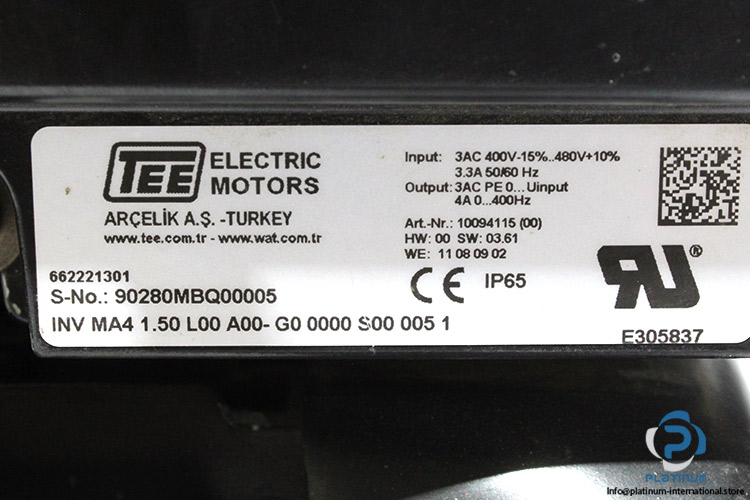 TEE ELECTRIC
MOTORS
ARÇELİK A.Ş. -TURKEY
www.tee.com.tr - www.wat.com.tr
662221301
S-No.: 90280MBQ00005
INV MA4 1.50 L00 A00- G0 0000 S00 005 1
Input: 3AC 400V-15%..480V+10%
3.3A 50/60 Hz
Output: 3AC PE 0... Uinput
4A 0...400Hz
Art.-Nr.: 10094115 (00)
HW: 00 SW: 03.61
WE: 11 08 09 02
CE IP65
RU
E305837
PLATINUM
info@platinum-international.store